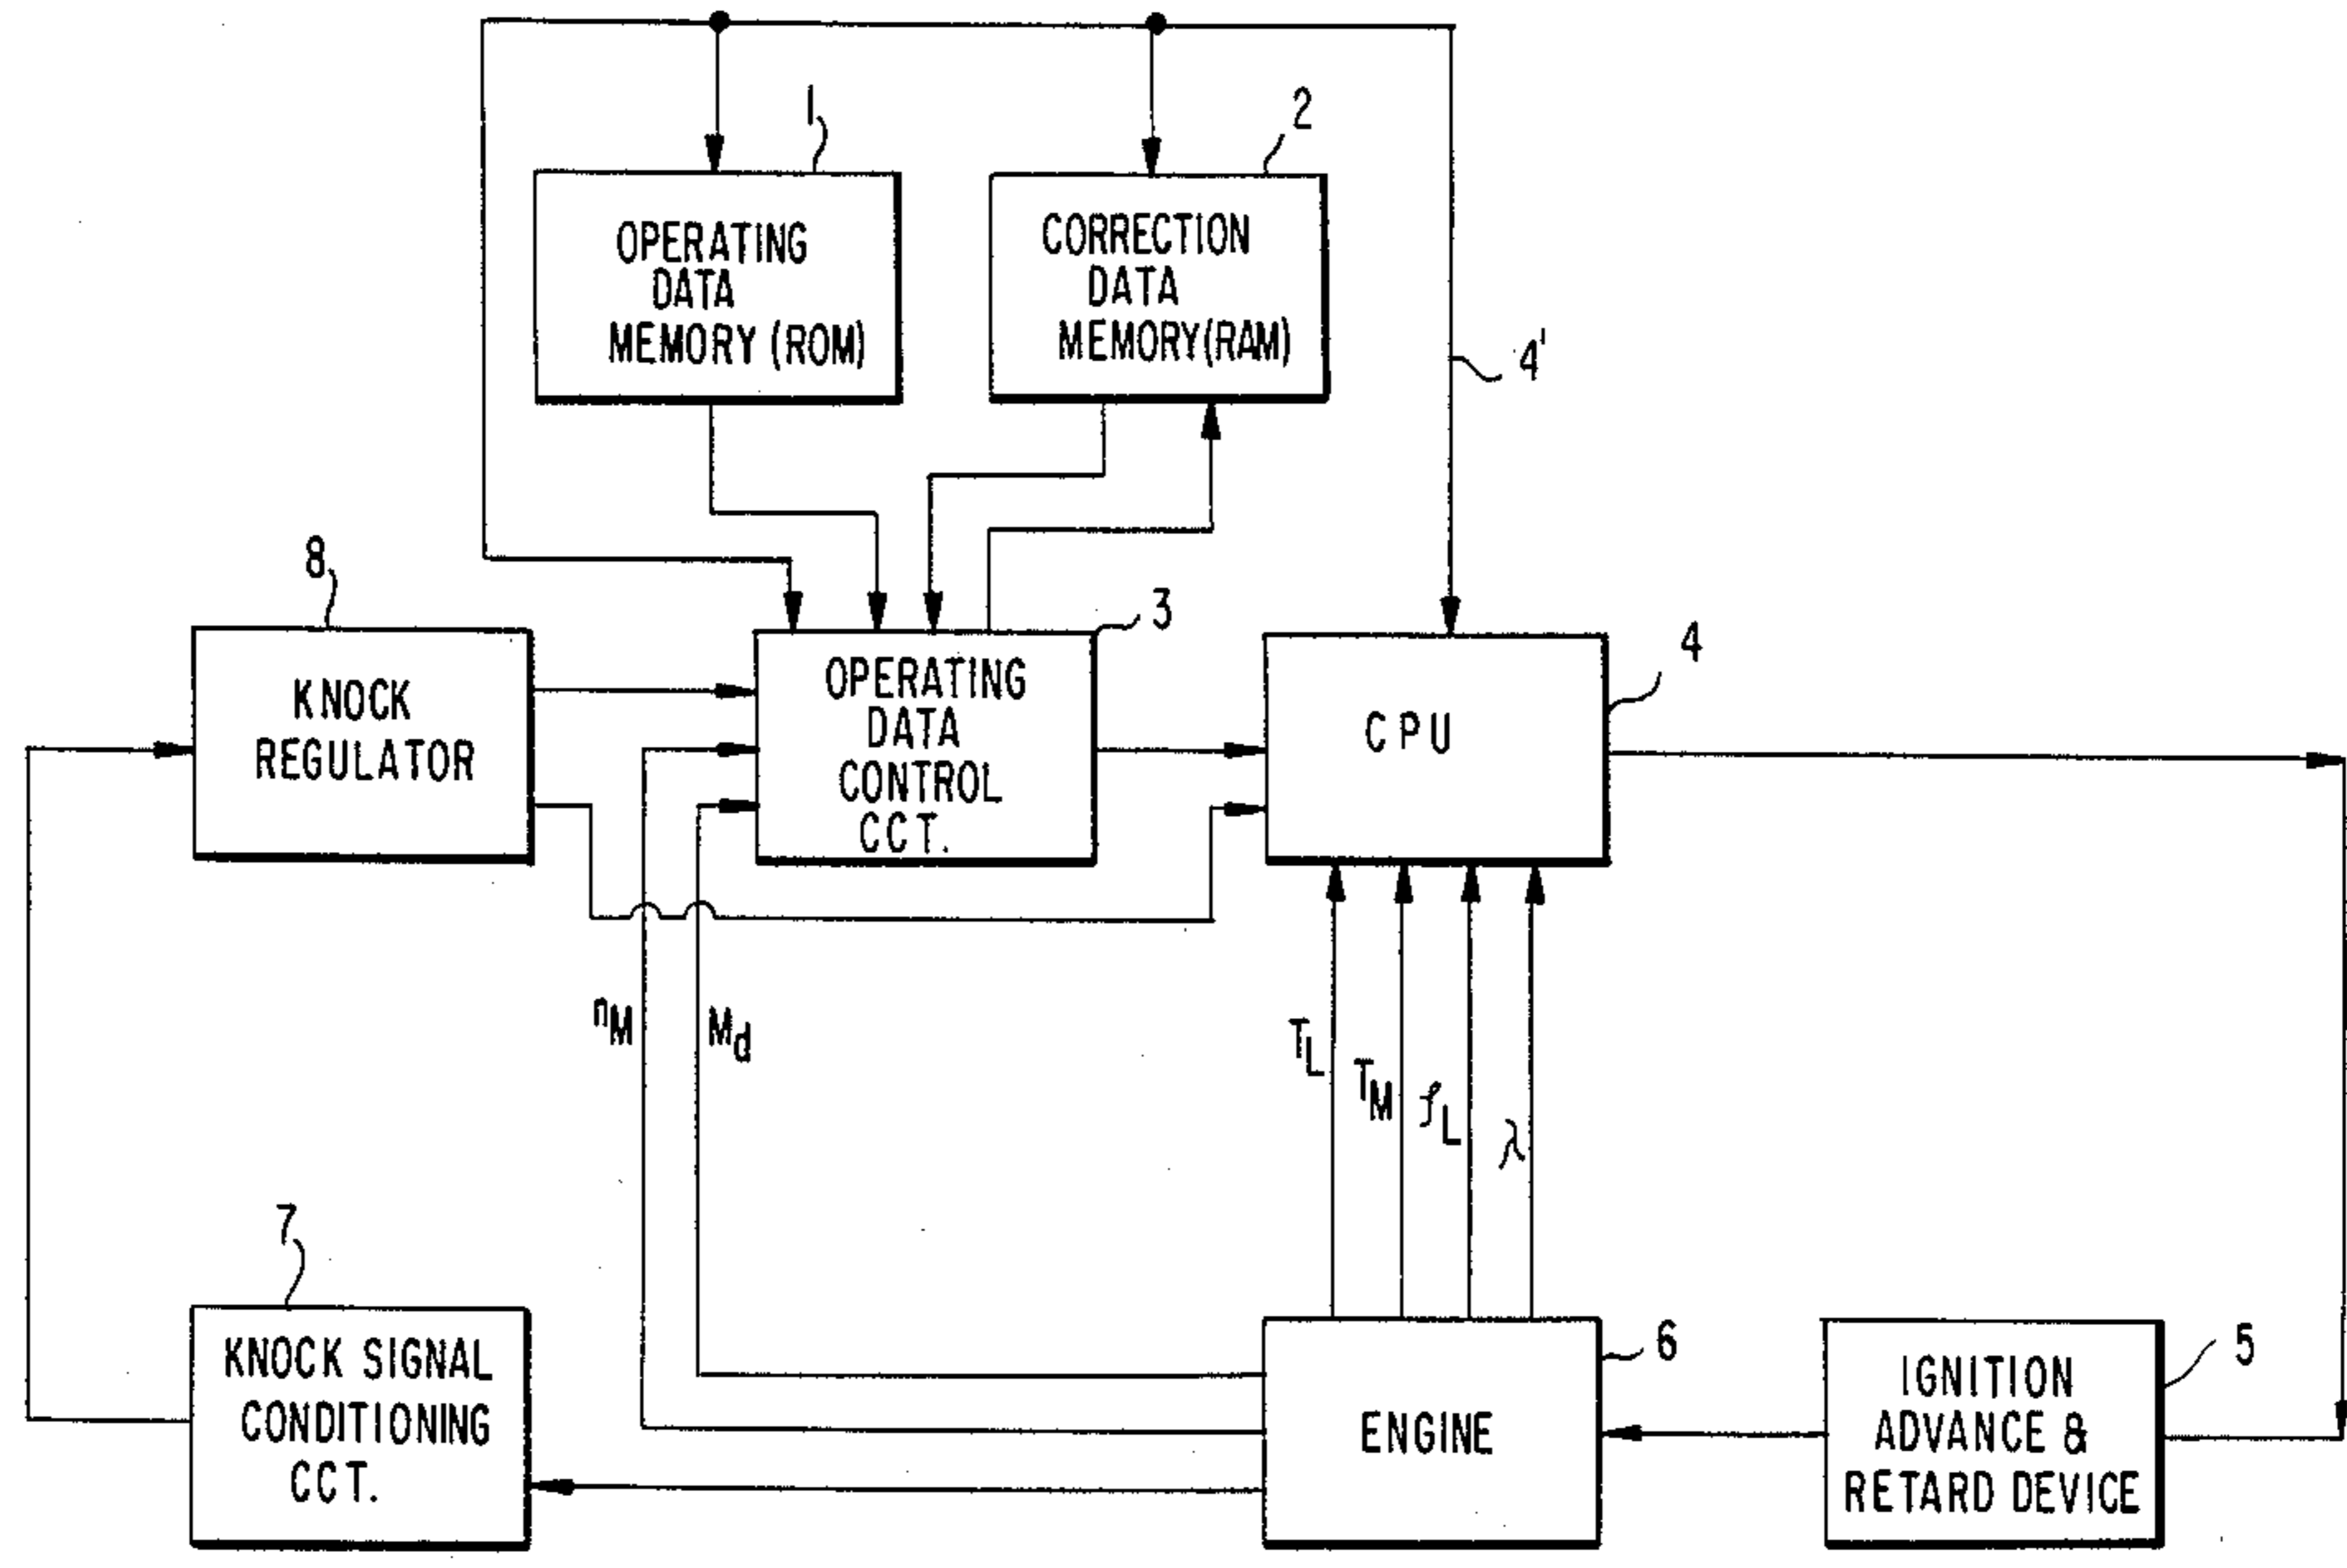 1
2
OPERATING
DATA
MEMORY (ROM)
CORRECTION
DATA
MEMORY (RAM)
4'
8
3
4
KNOCK
REGULATOR
OPERATING
DATA
CONTROL
CCT.
CPU
nM
Md
TL
TM
λ
7
6
5
KNOCK SIGNAL
CONDITIONING
CCT.
ENGINE
IGNITION
ADVANCE &
RETARD DEVICE